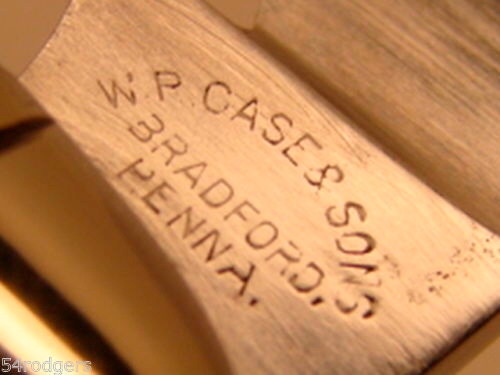 W. R. CASE & SONS
BRADFORD,
PENNA.
54rodgers